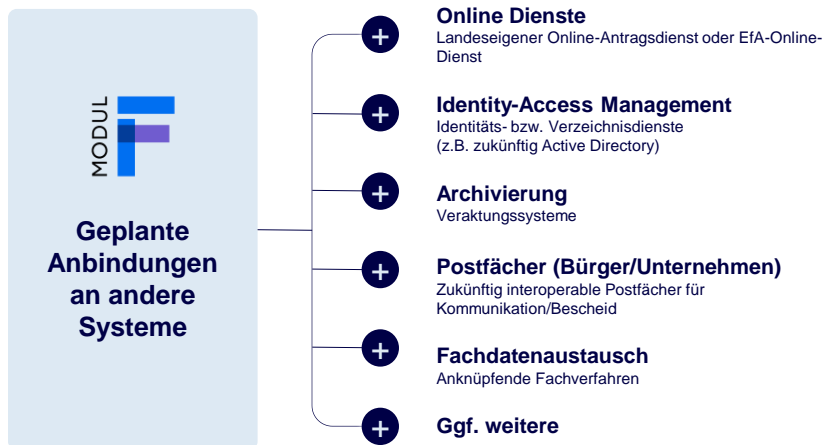 MODUL
Geplante
Anbindungen
an andere
Systeme
Online Dienste
Landeseigener Online-Antragsdienst oder EfA-Online-
Dienst
Identity-Access Management
Identitäts- bzw. Verzeichnisdienste
(z.B. zukünftig Active Directory)
Archivierung
Veraktungssysteme
Postfächer (Bürger/Unternehmen)
Zukünftig interoperable Postfächer für
Kommunikation/Bescheid
Fachdatenaustausch
Anknüpfende Fachverfahren
Ggf. weitere